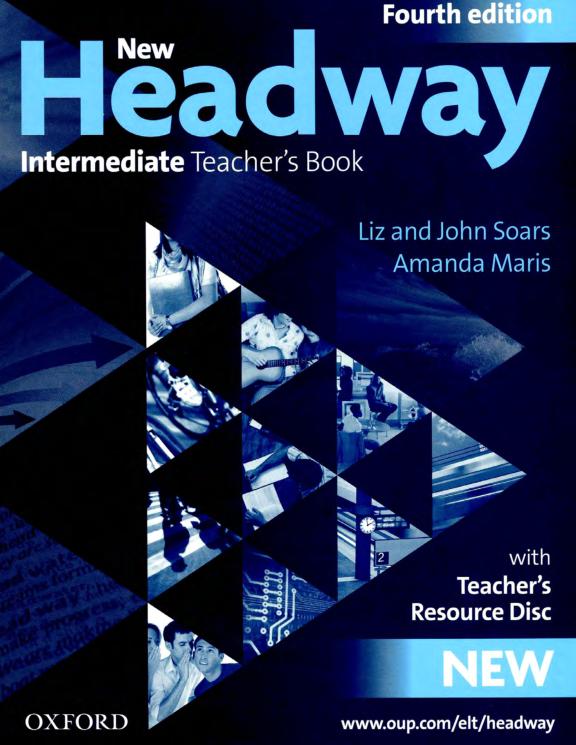 Fourth edition
New
Headway
Intermediate Teacher's Book
Liz and John Soars
Amanda Maris
2
with
Teacher's
Resource Disc
NEW
OXFORD
www.oup.com/elt/headway